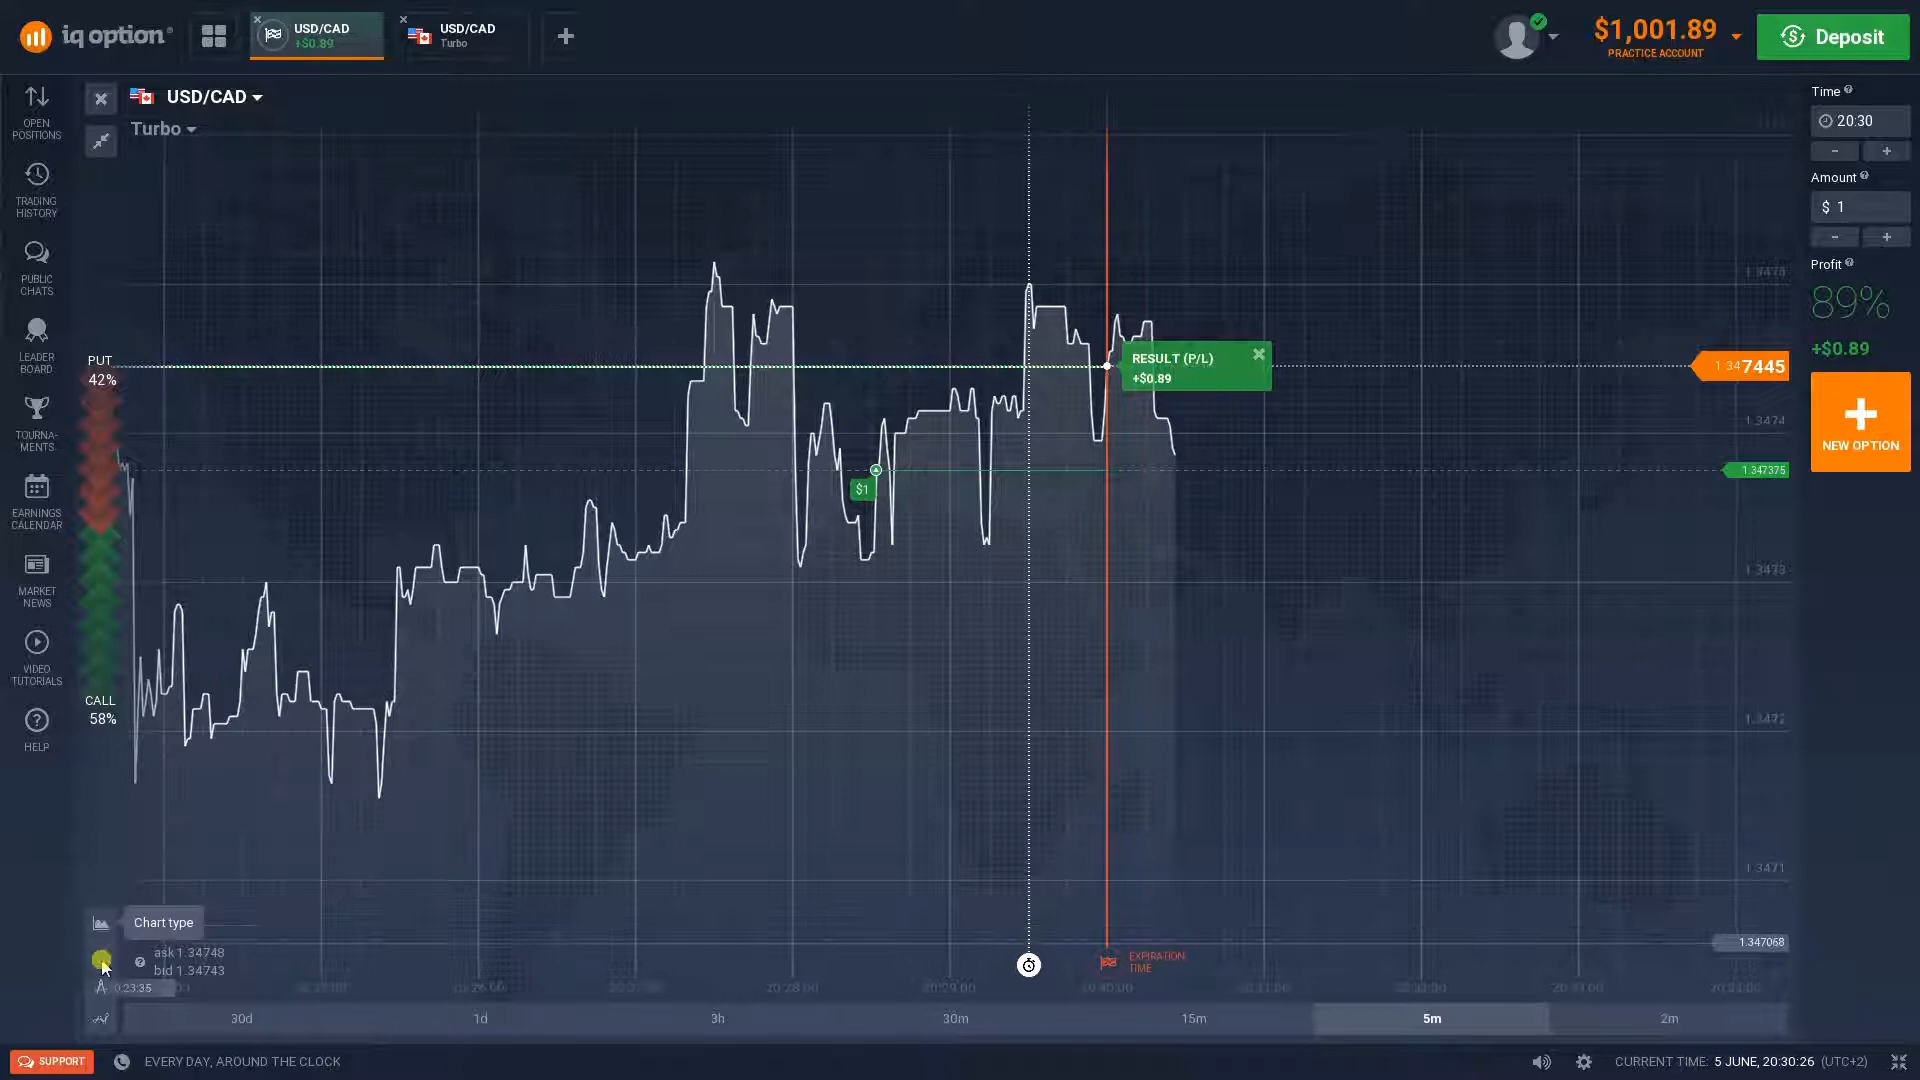 iq option
USD/CAD
+$0.89
USD/CAD
Turbo
$1,001.89
PRACTICE ACCOUNT
Deposit
OPEN
POSITIONS
TRADING
HISTORY
PUBLIC
CHATS
LEADER
BOARD
TOURNA-
MENTS
EARNINGS
CALENDAR
MARKET
NEWS
VIDEO
TUTORIALS
HELP
USD/CAD
Turbo
PUT
42%
CALL
58%
$1
RESULT (P/L)
+$0.89
1.3475
1.347445
1.3474
1.347375
1.3473
1.3472
1.3471
1.347068
Time
20:30
- +
Amount
$ 1
- +
Profit
89%
+$0.89
NEW OPTION
Chart type
ask 1.34748
bid 1.34743
EXPIRATION
TIME
0:23:35
20:28:00
30d 1d 3h 30m 15m 5m 2m
SUPPORT
EVERY DAY, AROUND THE CLOCK
CURRENT TIME: 5 JUNE, 20:30:26 (UTC+2)